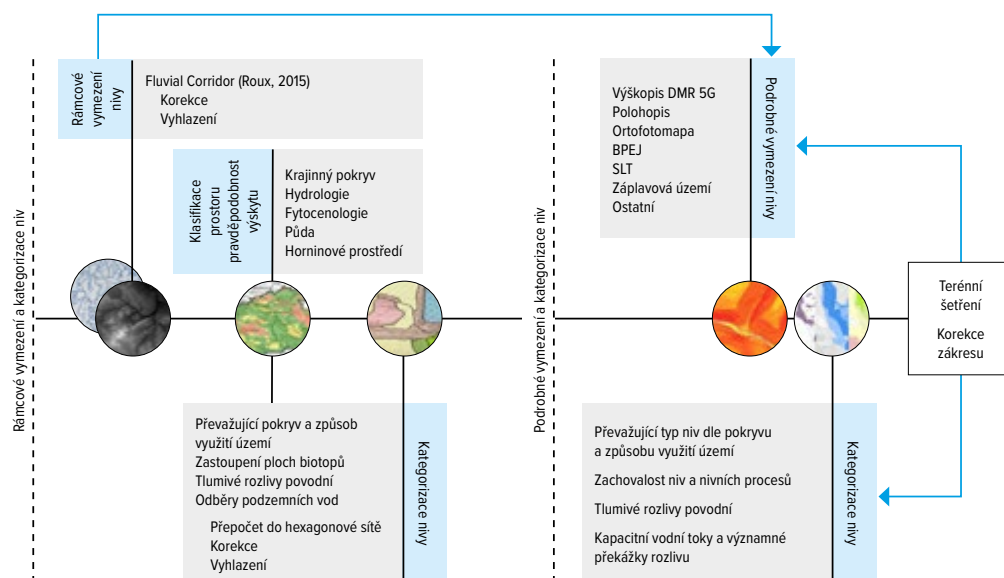 Rámcové vymezení a kategorizace niv
Rámcové
vymezení
nivy
Fluvial Corridor (Roux, 2015)
Korekce
Vyhlazení
Klasifikace
prostoru
pravděpodobnost
výskytu
Krajinný pokryv
Hydrologie
Fytocenologie
Půda
Horninové prostředí
Převažující pokryv a způsob
využití území
Zastoupení ploch biotopů
Tlumivé rozlivy povodní
Odběry podzemních vod
Přepočet do hexagonové sítě
Korekce
Vyhlazení
Kategorizace nivy
Podrobné vymezení a kategorizace niv
Výškopis DMR 5G
Polohopis
Ortofotomapa
BPEJ
SLT
Záplavová území
Ostatní
Podrobné vymezení nivy
Terénní
šetření
Korekce
zákresu
Převažující typ niv dle pokryvu
a způsobu využití území
Zachovalost niv a nivních procesů
Tlumivé rozlivy povodní
Kapacitní vodní toky a významné
překážky rozlivu
Kategorizace nivy